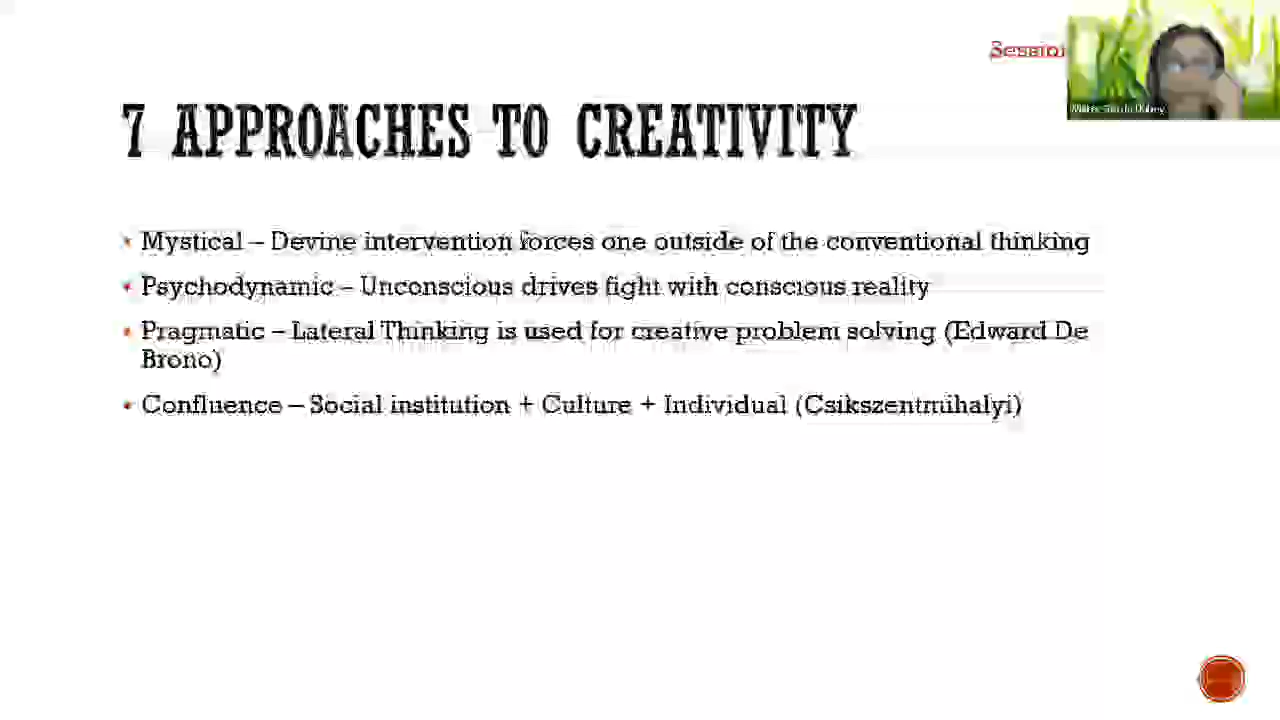 Session
7 APPROACHES TO CREATIVITY
Mystical – Devine intervention forces one outside of the conventional thinking
Psychodynamic – Unconscious drives fight with conscious reality
Pragmatic – Lateral Thinking is used for creative problem solving (Edward De
Brono)
Confluence – Social institution + Culture + Individual (Csikszentmihalyi)